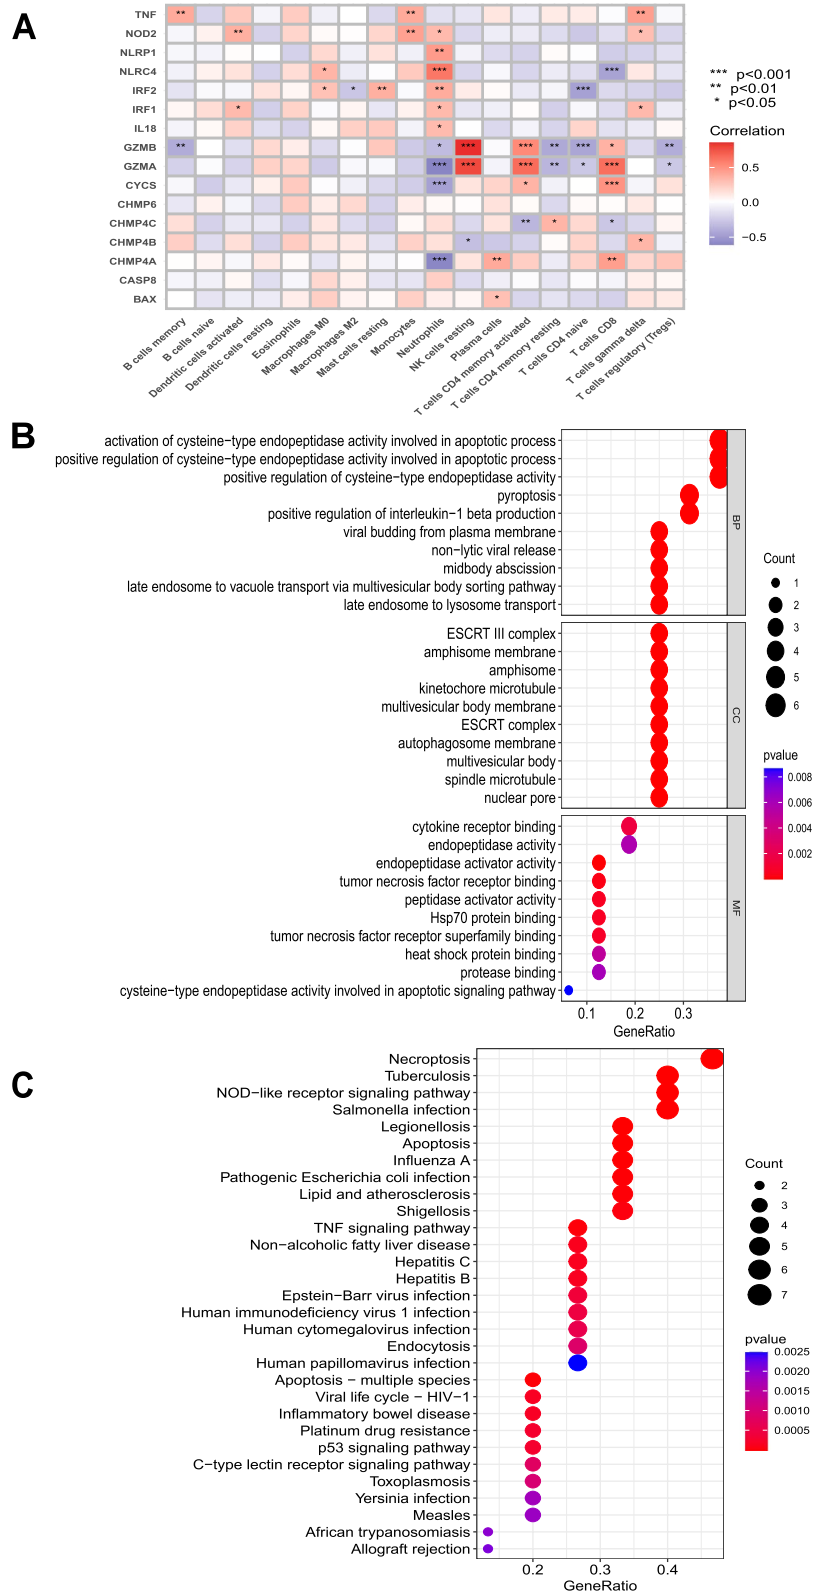 A
TNF ** ** **
NOD2 ** ** * *
NLRP1 **
NLRC4 * *** ***
IRF2 * * ** ** ***
IRF1 * * *
IL18 *
GZMB ** * *** *** ** *** * **
GZMA *** *** *** ** * *** *
CYCS *** * ***
CHMP6
CHMP4C ** * *
CHMP4B * *
CHMP4A *** ** **
CASP8
BAX *
B cells memory
B cells naive
Dendritic cells activated
Dendritic cells resting
Eosinophils
Macrophages M0
Macrophages M2
Mast cells resting
Monocytes
Neutrophils
NK cells resting
Plasma cells
T cells CD4 memory activated
T cells CD4 memory resting
T cells CD4 naive
T cells CD8
T cells gamma delta
T cells regulatory (Tregs)
*** p<0.001
** p<0.01
* p<0.05
Correlation
0.5
0.0
−0.5
B
activation of cysteine−type endopeptidase activity involved in apoptotic process
positive regulation of cysteine−type endopeptidase activity involved in apoptotic process
positive regulation of cysteine−type endopeptidase activity
pyroptosis
positive regulation of interleukin−1 beta production
viral budding from plasma membrane
non−lytic viral release
midbody abscission
late endosome to vacuole transport via multivesicular body sorting pathway
late endosome to lysosome transport
BP
ESCRT III complex
amphisome membrane
amphisome
kinetochore microtubule
multivesicular body membrane
ESCRT complex
autophagosome membrane
multivesicular body
spindle microtubule
nuclear pore
CC
cytokine receptor binding
endopeptidase activity
endopeptidase activator activity
tumor necrosis factor receptor binding
peptidase activator activity
Hsp70 protein binding
tumor necrosis factor receptor superfamily binding
heat shock protein binding
protease binding
cysteine−type endopeptidase activity involved in apoptotic signaling pathway
MF
0.1 0.2 0.3
GeneRatio
Count
1
2
3
4
5
6
pvalue
0.008
0.006
0.004
0.002
C
Necroptosis
Tuberculosis
NOD−like receptor signaling pathway
Salmonella infection
Legionellosis
Apoptosis
Influenza A
Pathogenic Escherichia coli infection
Lipid and atherosclerosis
Shigellosis
TNF signaling pathway
Non−alcoholic fatty liver disease
Hepatitis C
Hepatitis B
Epstein−Barr virus infection
Human immunodeficiency virus 1 infection
Human cytomegalovirus infection
Endocytosis
Human papillomavirus infection
Apoptosis − multiple species
Viral life cycle − HIV−1
Inflammatory bowel disease
Platinum drug resistance
p53 signaling pathway
C−type lectin receptor signaling pathway
Toxoplasmosis
Yersinia infection
Measles
African trypanosomiasis
Allograft rejection
0.2 0.3 0.4
GeneRatio
Count
2
3
4
5
6
7
pvalue
0.0025
0.0020
0.0015
0.0010
0.0005